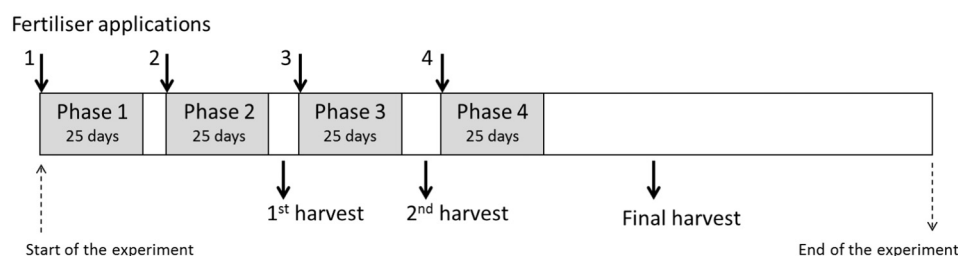 Fertiliser applications
1 2 3 4
Phase 1 Phase 2 Phase 3 Phase 4
25 days 25 days 25 days 25 days
1st harvest 2nd harvest Final harvest
Start of the experiment End of the experiment